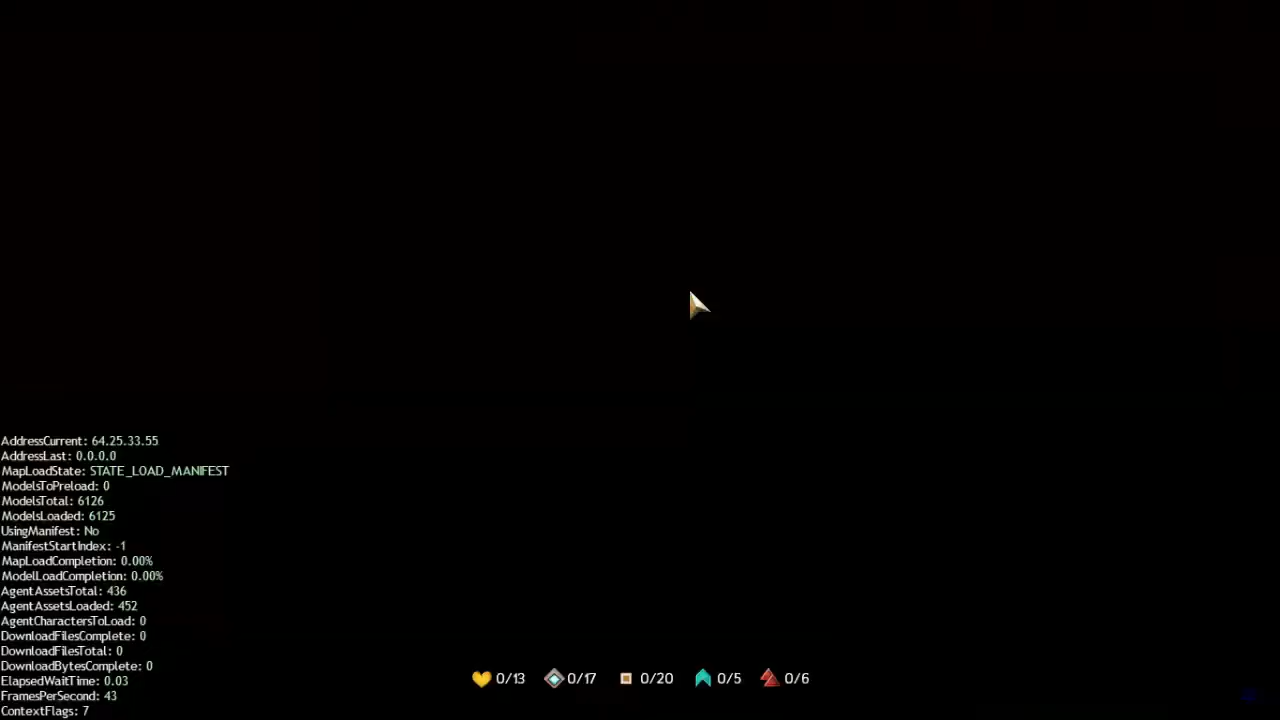 AddressCurrent: 64.25.33.55
AddressLast: 0.0.0.0
MapLoadState: STATE_LOAD_MANIFEST
ModelsToPreload: 0
ModelsTotal: 6126
ModelsLoaded: 6125
UsingManifest: No
ManifestStartIndex: -1
MapLoadCompletion: 0.00%
ModelLoadCompletion: 0.00%
AgentAssetsTotal: 436
AgentAssetsLoaded: 452
AgentCharactersToLoad: 0
DownloadFilesComplete: 0
DownloadFilesTotal: 0
DownloadBytesComplete: 0
ElapsedWaitTime: 0.03
FramesPerSecond: 43
ContextFlags: 7
0/13 0/17 0/20 0/5 0/6